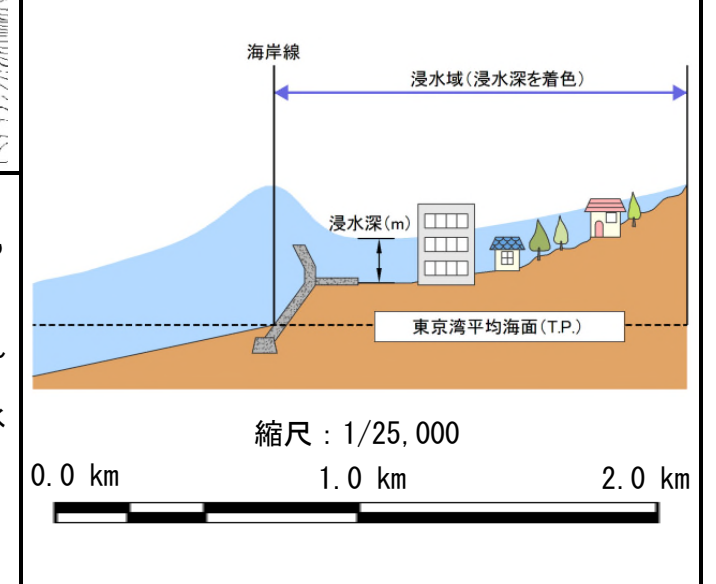 海岸線
浸水域(浸水深を着色)
浸水深(m)
東京湾平均海面(T.P.)
縮尺:1/25,000
0.0 km 1.0 km 2.0 km